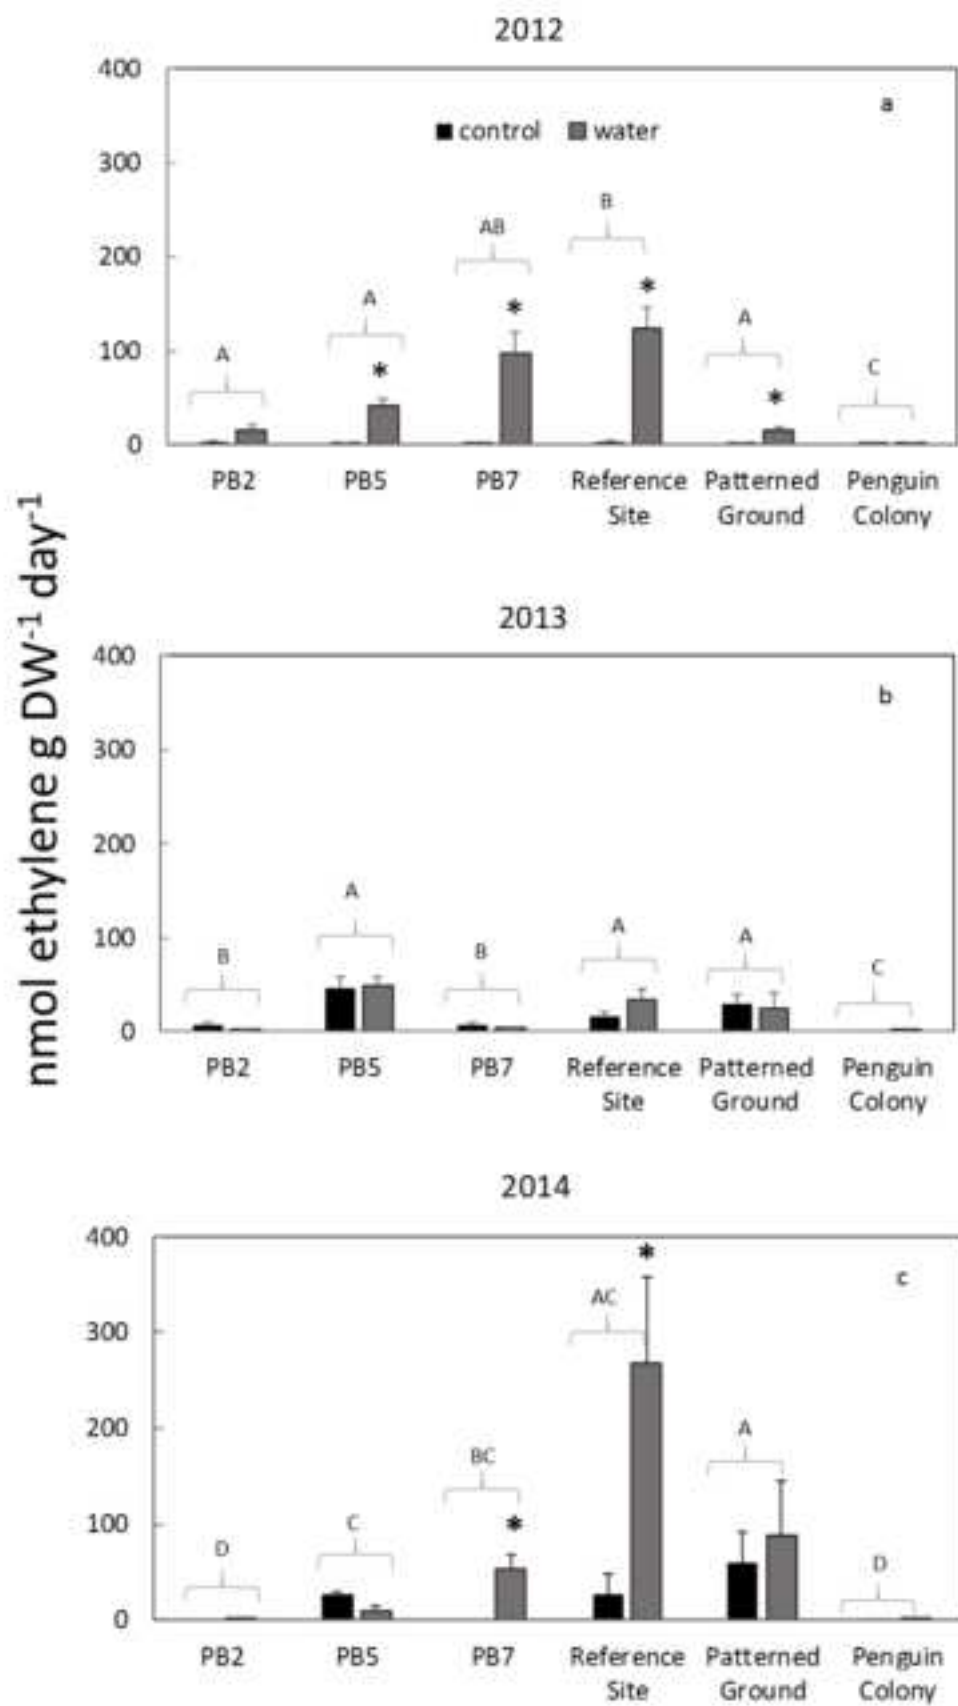 2012
400
a
control water
300
B
AB
200
*
*
A
A
100
A
*
C
*
0
PB2 PB5 PB7 Reference Site Patterned Ground Penguin Colony
nmol ethylene g DW⁻¹ day⁻¹
2013
400
b
300
200
A
100
B
B
A
A
C
0
PB2 PB5 PB7 Reference Site Patterned Ground Penguin Colony
2014
400
*
c
AC
300
200
A
BC
100
*
D
C
D
0
PB2 PB5 PB7 Reference Site Patterned Ground Penguin Colony